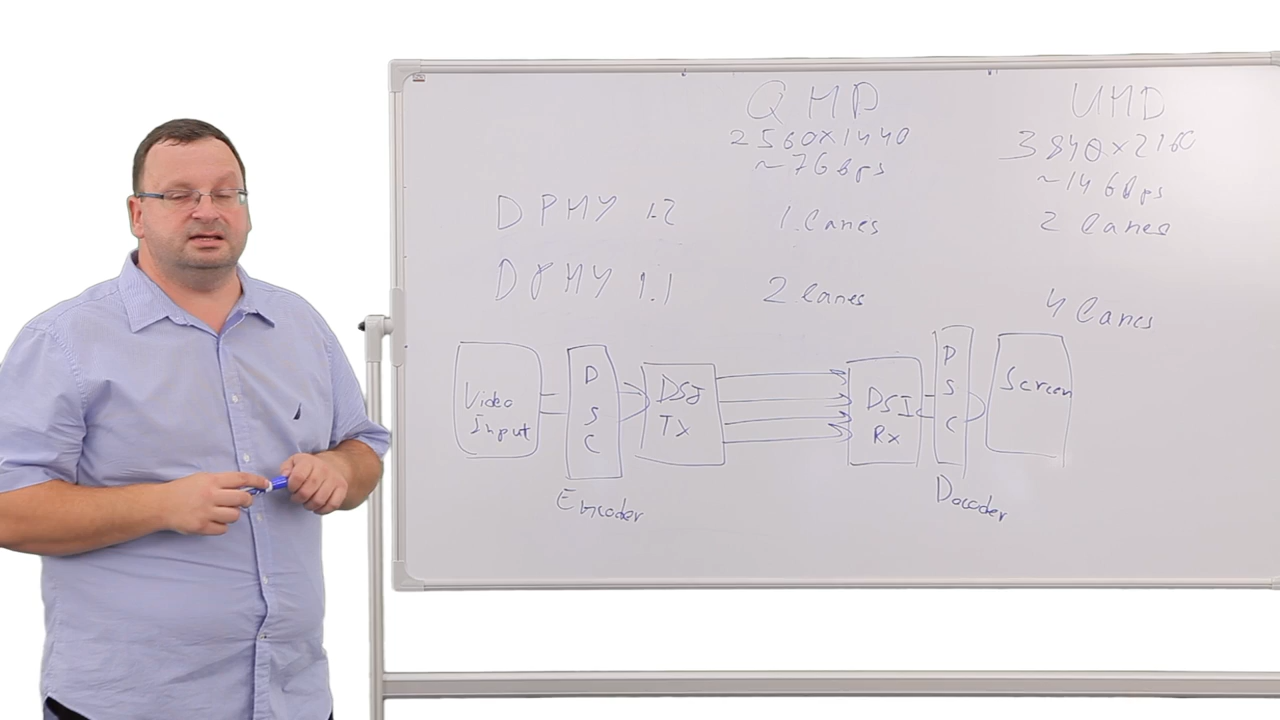 QHD
2560x1440
~7Gbps
UHD
3840x2160
~14Gbps
DPHY 1.2
1 Lanes
2 Lanes
DPHY 1.1
2 Lanes
4 Lanes
Video
Input
D
S
C
DSI
TX
DSI
Rx
D
S
C
Screen
Encoder
Docoder